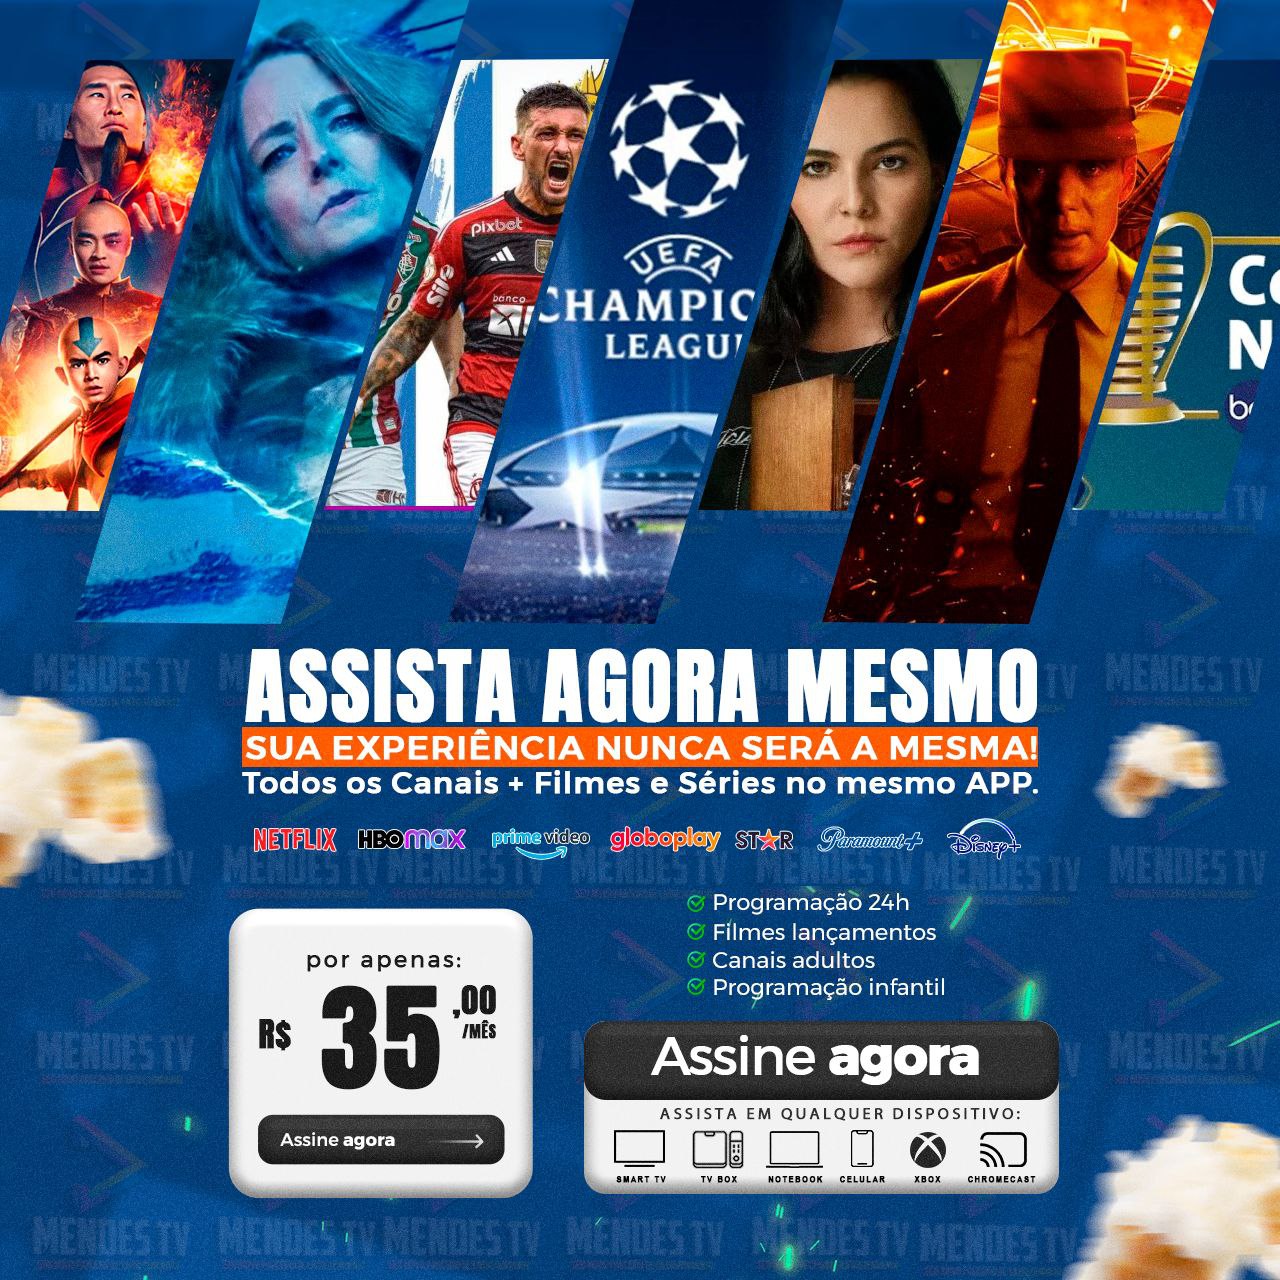 pixbet
banco
UEFA
CHAMPIC
LEAGU
Co
N
be
MENDES TV
ASSISTA AGORA MESMO
SUA EXPERIÊNCIA NUNCA SERÁ A MESMA!
Todos os Canais + Filmes e Séries no mesmo APP.
NETFLIX HBOmax prime video globoplay STAR Paramount+ Disney+
Programação 24h
Filmes lançamentos
Canais adultos
Programação infantil
por apenas:
R$ 35,00
/MÊS
Assine agora
Assine agora
ASSISTA EM QUALQUER DISPOSITIVO:
SMART TV TV BOX NOTEBOOK CELULAR XBOX CHROMECAST